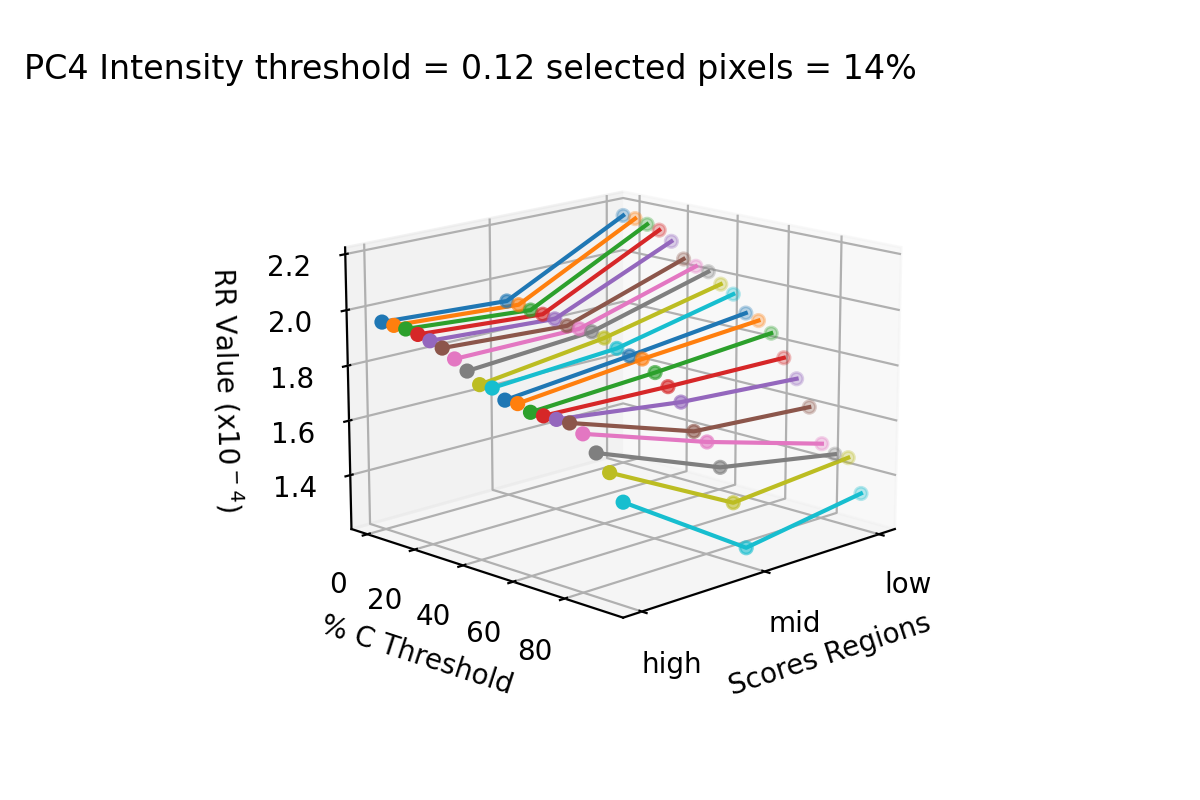 PC4 Intensity threshold = 0.12 selected pixels = 14%
RR Value (x10⁻⁴)
2.2
2.0
1.8
1.6
1.4
0
20
40
60
80
% C Threshold
high
mid
low
Scores Regions